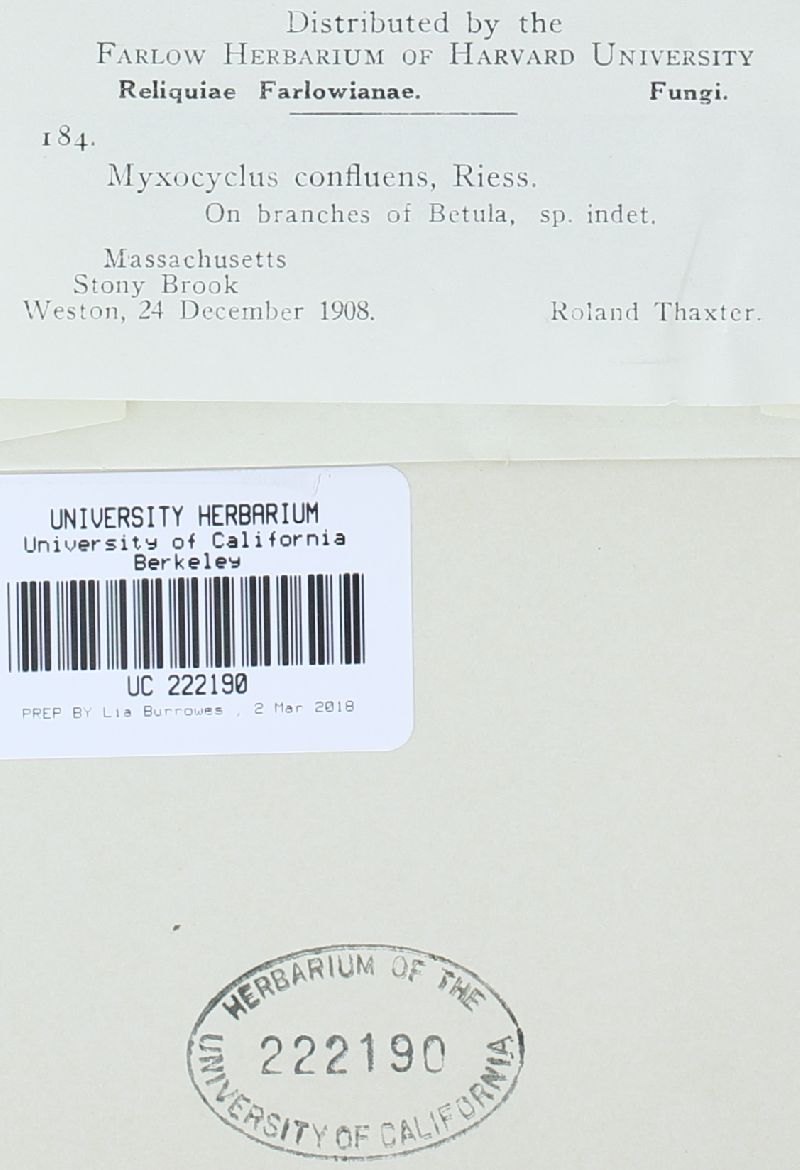 Distributed by the
FARLOW HERBARIUM OF HARVARD UNIVERSITY
Reliquiae Farlowianae. Fungi.
184.
Myxocyclus confluens, Riess.
On branches of Betula, sp. indet.
Massachusetts
Stony Brook
Weston, 24 December 1908. Roland Thaxter.
UNIVERSITY HERBARIUM
University of California
Berkeley
UC 222190
PREP BY Lia Burrowes , 2 Mar 2018
HERBARIUM OF THE
222190
UNIVERSITY OF CALIFORNIA